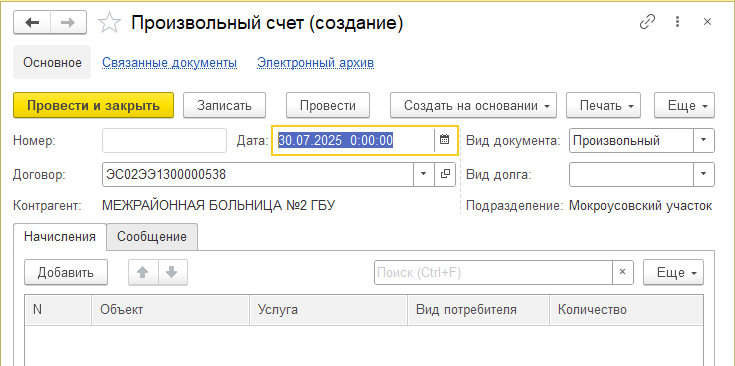 Произвольный счет (создание)
Основное Связанные документы Электронный архив
Провести и закрыть Записать Провести Создать на основании Печать Еще
Номер: Дата: 30.07.2025 0:00:00 Вид документа: Произвольный
Договор: ЭС02ЭЭ1300000538 Вид долга:
Контрагент: МЕЖРАЙОННАЯ БОЛЬНИЦА №2 ГБУ Подразделение: Мокроусовский участок
Начисления Сообщение
Добавить Поиск (Ctrl+F) × Еще
N Объект Услуга Вид потребителя Количество